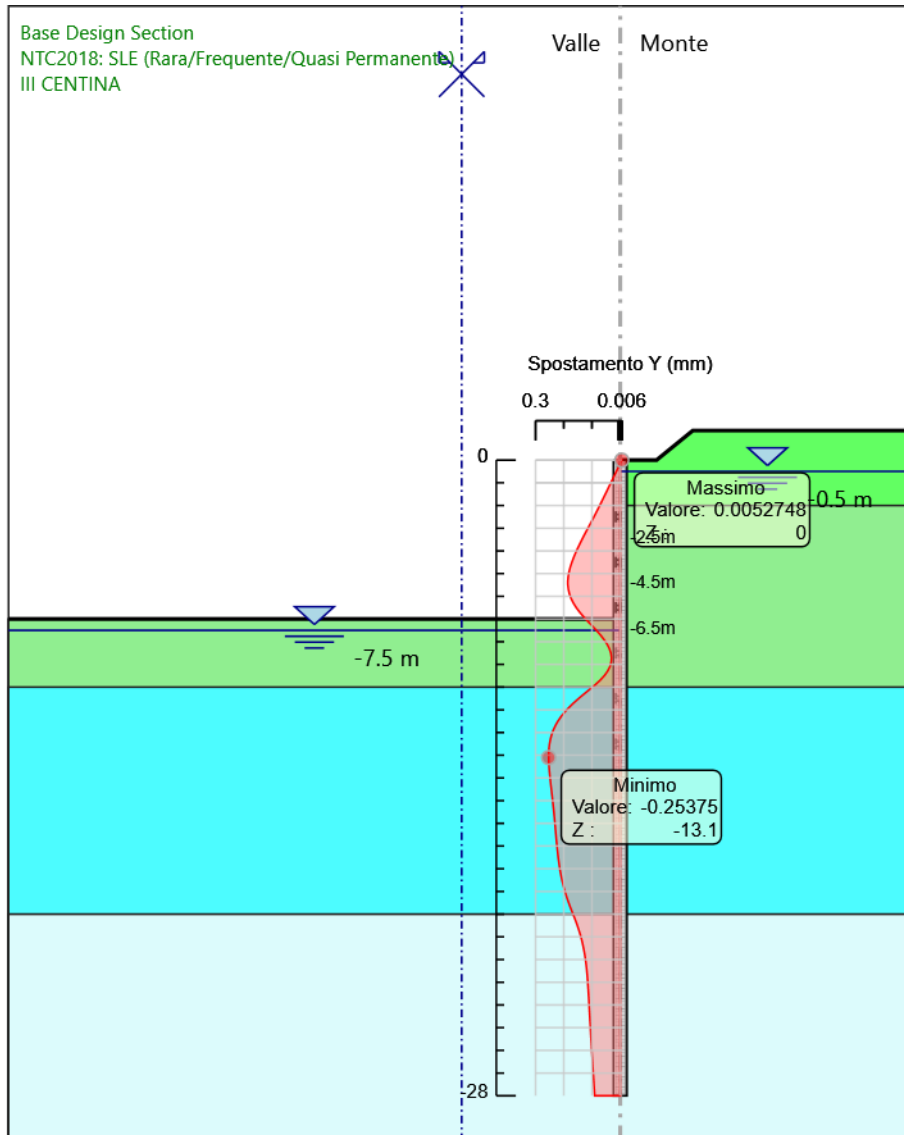 Base Design Section
NTC2018: SLE (Rara/Frequente/Quasi Permanente)
III CENTINA
Valle
Monte
Spostamento Y (mm)
0.3
0.006
0
Massimo
Valore: 0.0052748
Z : 0
-0.5 m
-2.5m
-4.5m
-6.5m
-7.5 m
Minimo
Valore: -0.25375
Z : -13.1
-28